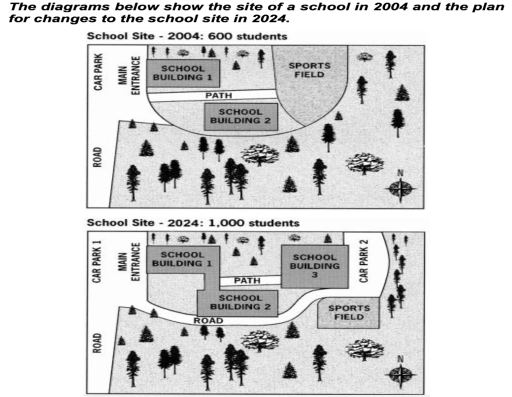 The diagrams below show the site of a school in 2004 and the plan
for changes to the school site in 2024.
School Site - 2004: 600 students
CAR PARK
MAIN
ENTRANCE
SCHOOL
BUILDING 1
SPORTS
FIELD
PATH
SCHOOL
BUILDING 2
ROAD
N
School Site - 2024: 1,000 students
CAR PARK 1
MAIN
ENTRANCE
SCHOOL
BUILDING 1
SCHOOL
BUILDING
3
CAR PARK 2
PATH
SCHOOL
BUILDING 2
ROAD
SPORTS
FIELD
ROAD
N